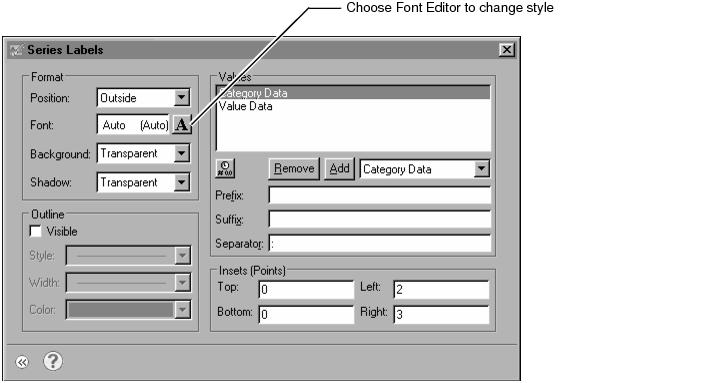 Choose Font Editor to change style
Series Labels
Format
Position: Outside
Font: Auto (Auto) A
Background: Transparent
Shadow: Transparent
Outline
Visible
Style:
Width:
Color:
Values
Category Data
Value Data
Remove Add Category Data
Prefix:
Suffix:
Separator: :
Insets (Points)
Top: 0 Left: 2
Bottom: 0 Right: 3